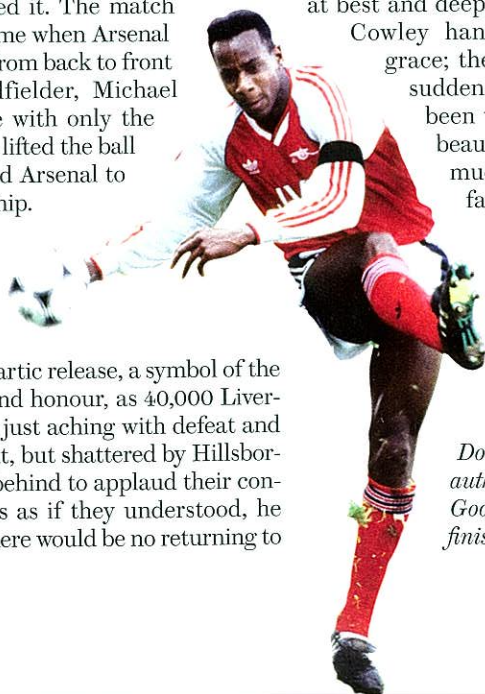 ed it. The match
me when Arsenal
rom back to front
lfielder, Michael
e with only the
lifted the ball
d Arsenal to
hip.
artic release, a symbol of the
nd honour, as 40,000 Liver-
just aching with defeat and
t, but shattered by Hillsbor-
behind to applaud their con-
s as if they understood, he
here would be no returning to
at best and deep
Cowley han
grace; the
sudden
been
beau
mu
fa
Do
auth
Goo
finis